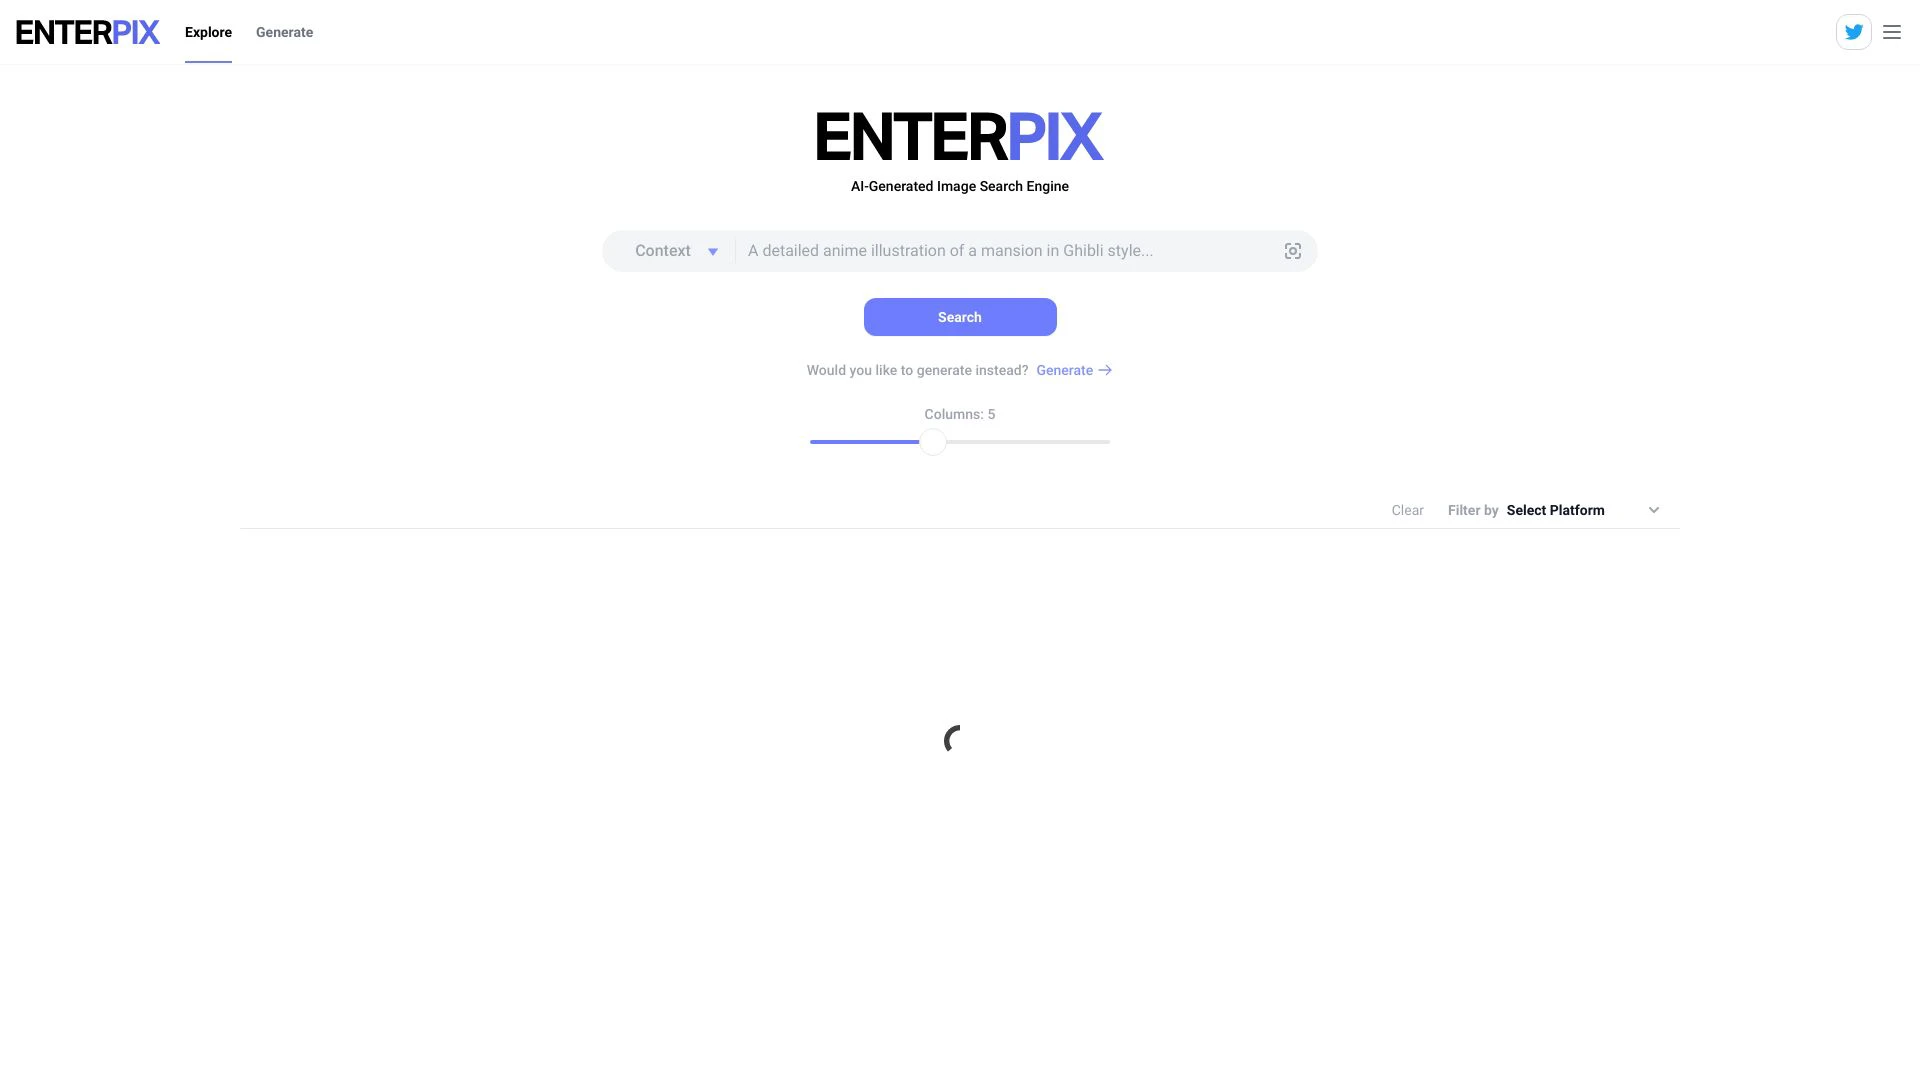 ENTERPIX Explore Generate
ENTERPIX
AI-Generated Image Search Engine
Context A detailed anime illustration of a mansion in Ghibli style...
Search
Would you like to generate instead? Generate
Columns: 5
Clear Filter by Select Platform